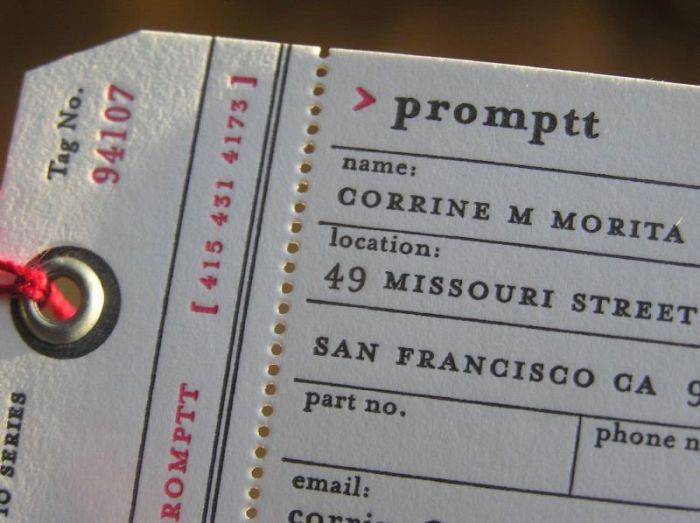 Tag No.
94107
[ 415 431 4173 ]
> promptt
name:
CORRINE M MORITA
location:
49 MISSOURI STREET
SAN FRANCISCO CA
part no.
phone
email:
SERIES